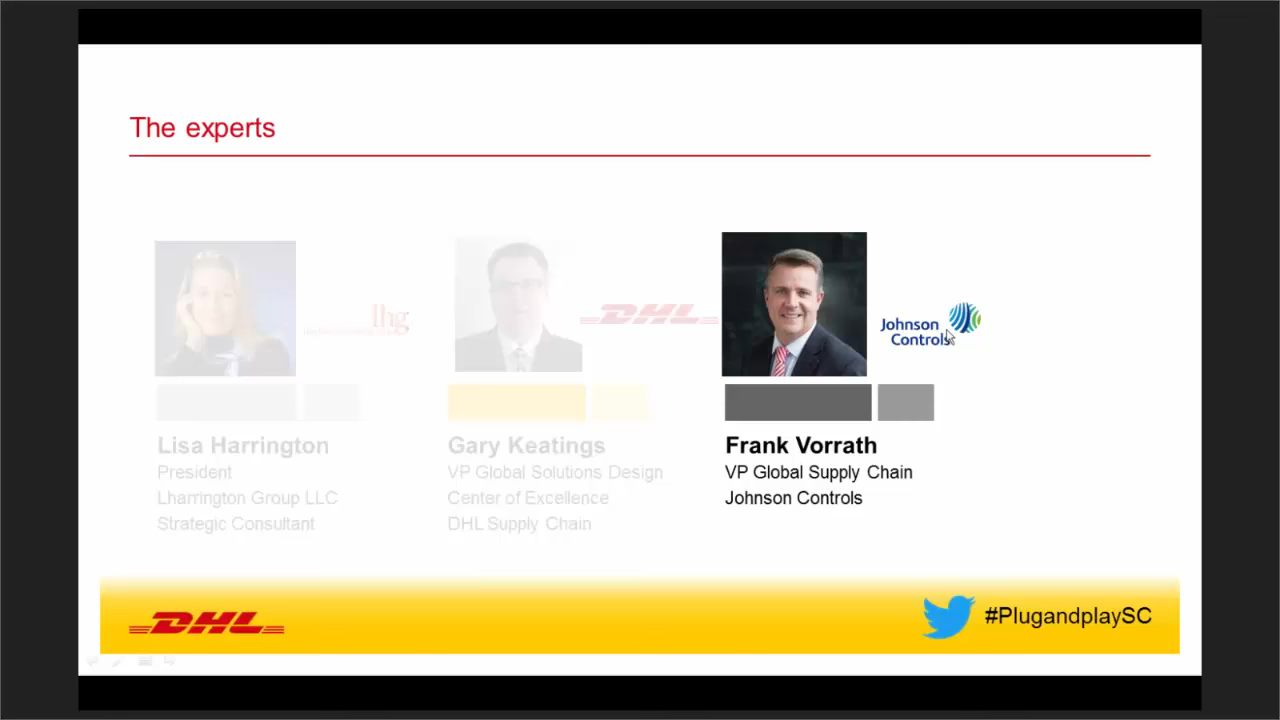 The experts
lhg
DHL
Johnson
Controls
Lisa Harrington
President
Lharrington Group LLC
Strategic Consultant
Gary Keatings
VP Global Solutions Design
Center of Excellence
DHL Supply Chain
Frank Vorrath
VP Global Supply Chain
Johnson Controls
DHL
#PlugandplaySC